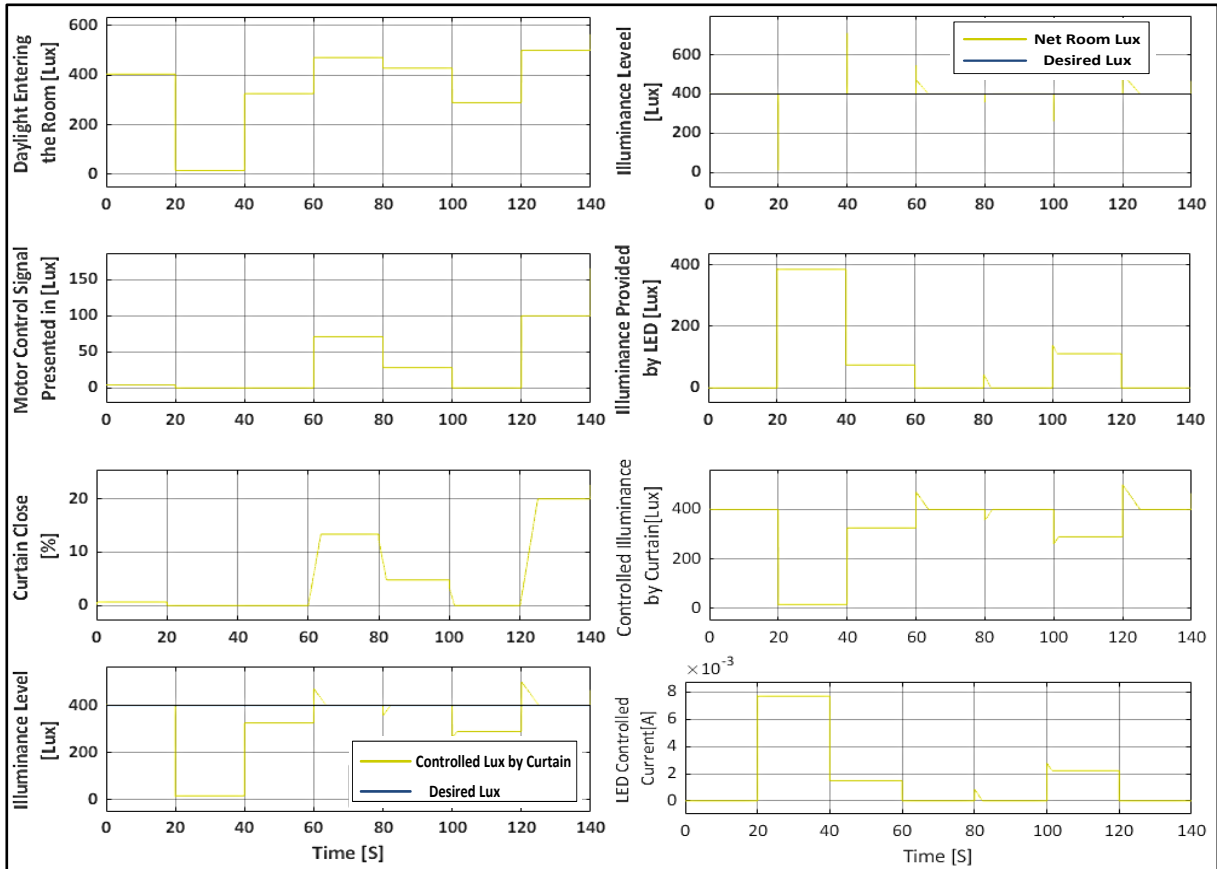 Daylight Entering
the Room [Lux]
600
400
200
0
0 20 40 60 80 100 120 140
Illuminance Leveel
[Lux]
600
400
200
0
Net Room Lux
Desired Lux
0 20 40 60 80 100 120 140
Motor Control Signal
Presented in [Lux]
150
100
50
0
0 20 40 60 80 100 120 140
Illuminance Provided
by LED [Lux]
400
200
0
0 20 40 60 80 100 120 140
Curtain Close
[%]
20
10
0
0 20 40 60 80 100 120 140
Controlled Illuminance
by Curtain[Lux]
400
200
0
0 20 40 60 80 100 120 140
Illuminance Level
[Lux]
400
200
0
Controlled Lux by Curtain
Desired Lux
0 20 40 60 80 100 120 140
Time [S]
LED Controlled
Current[A]
×10-3
8
6
4
2
0
0 20 40 60 80 100 120 140
Time [S]